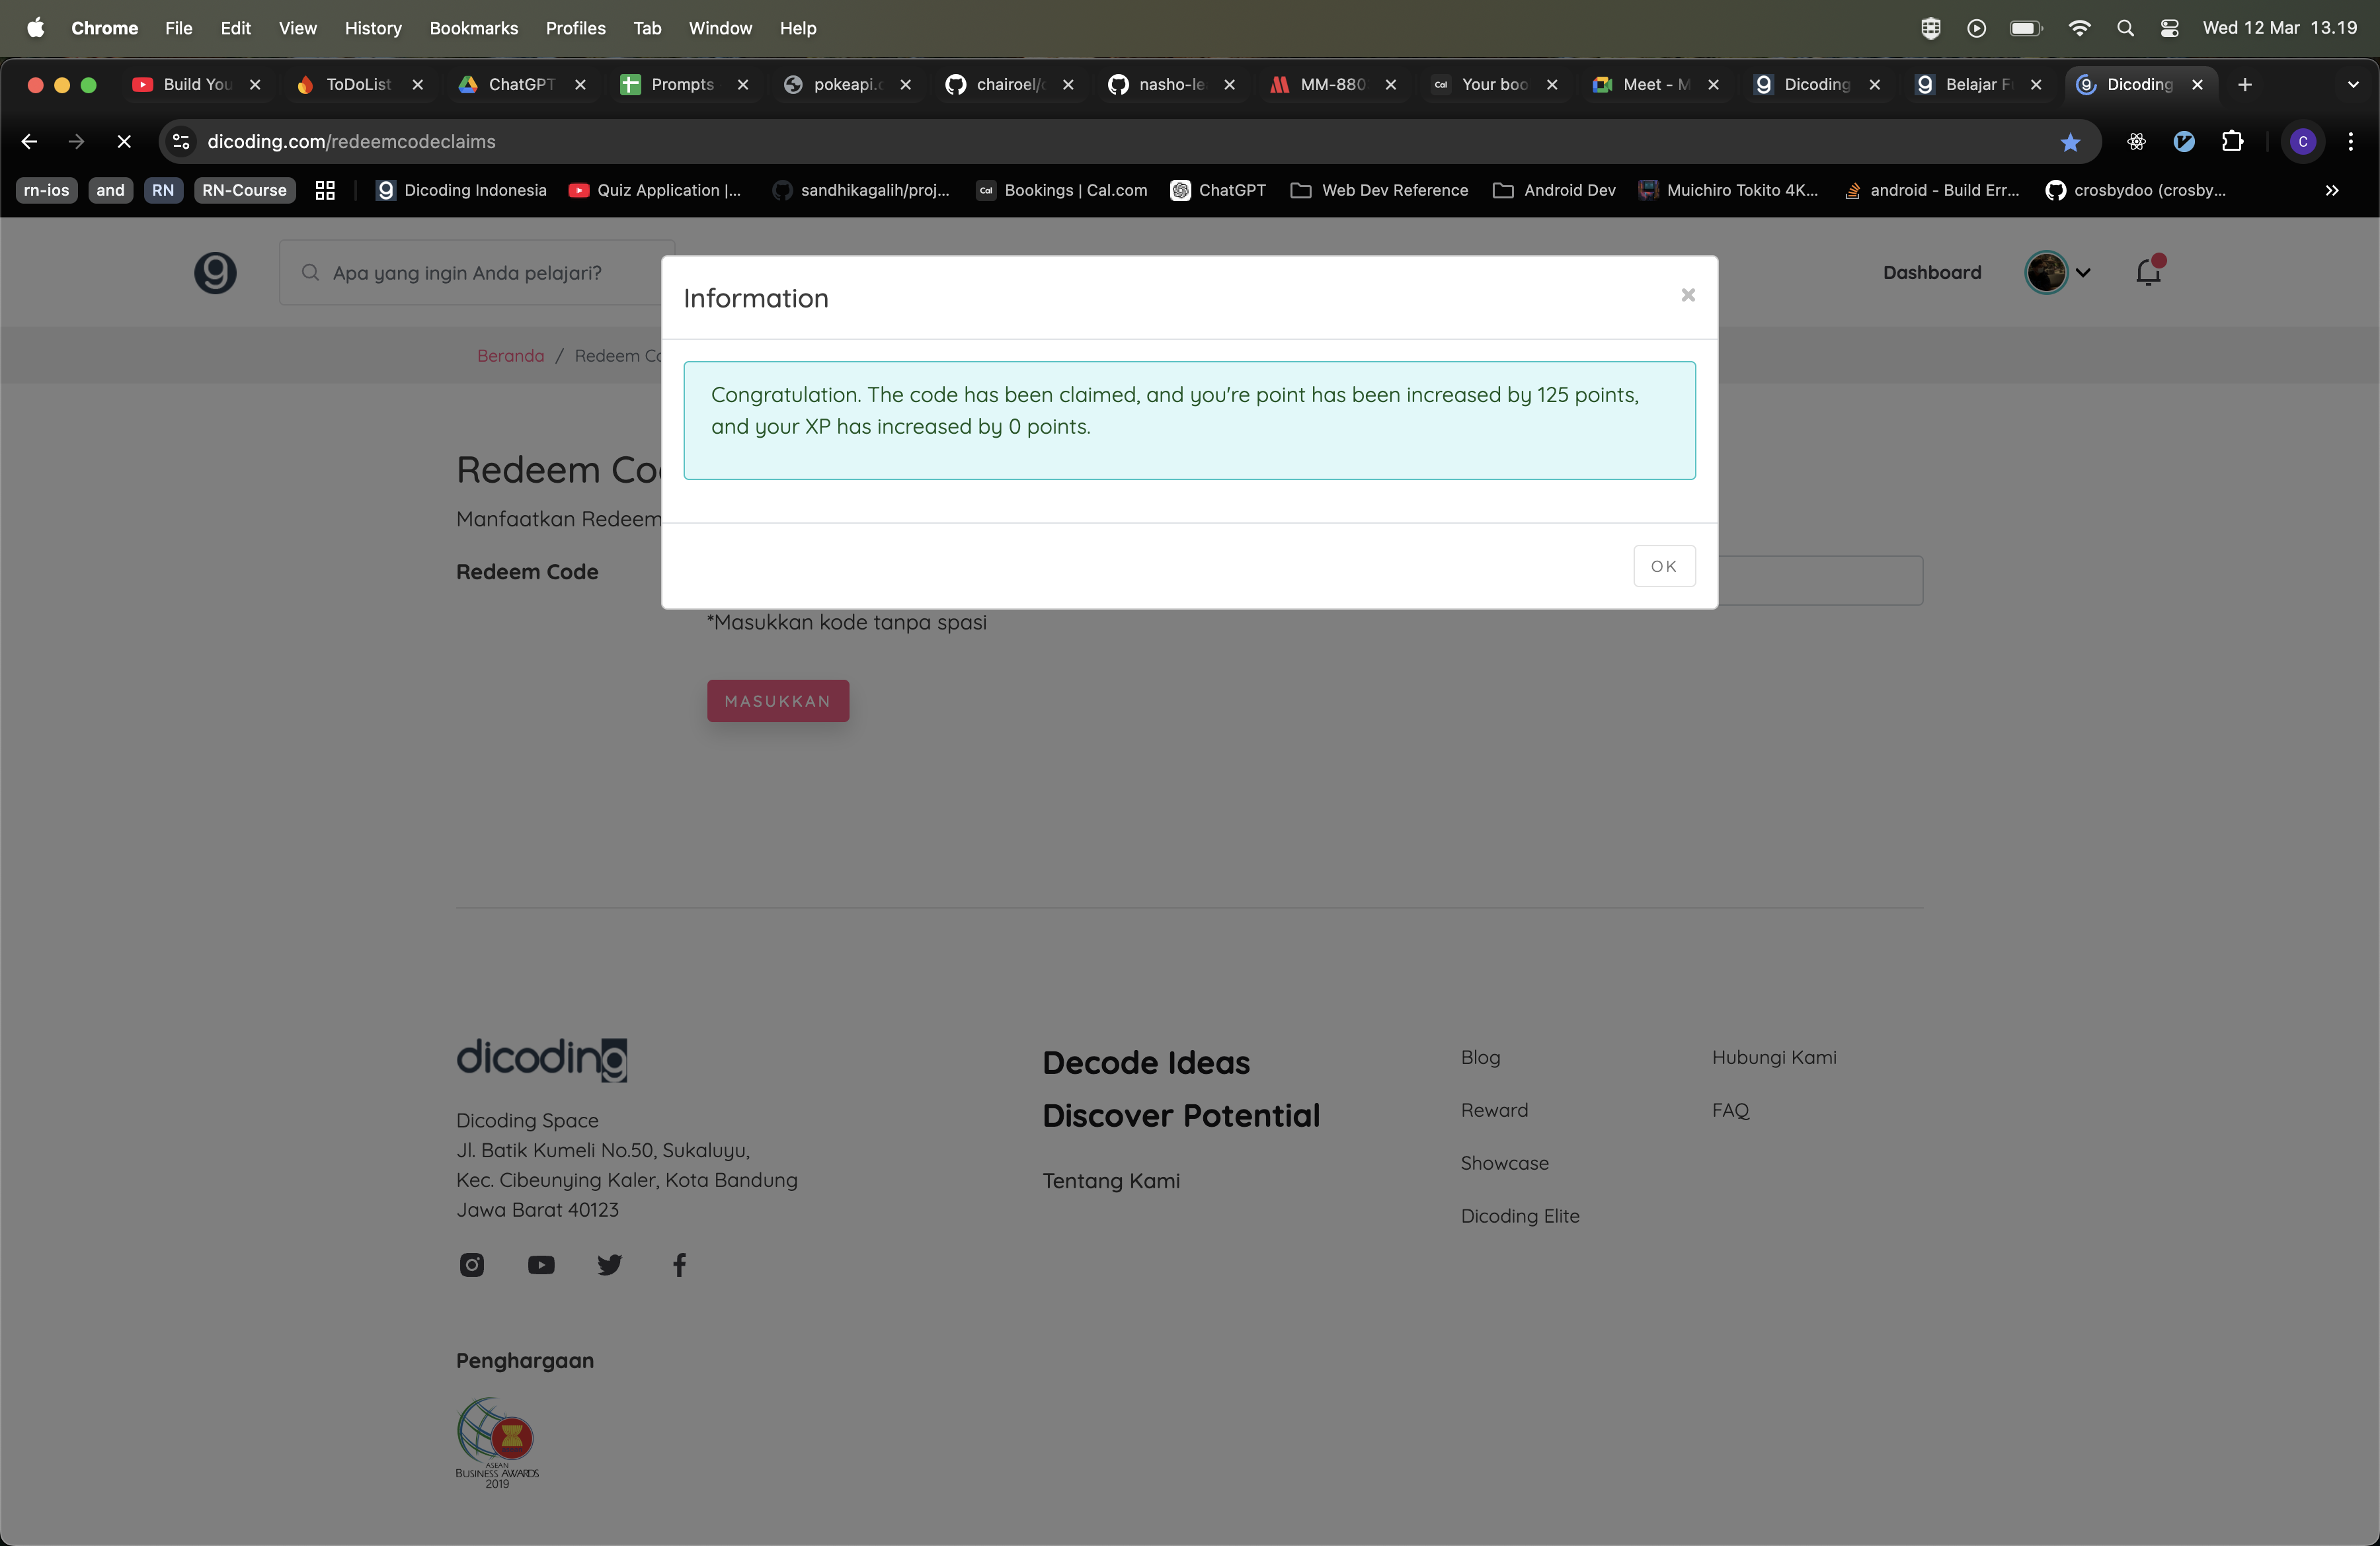 Chrome File Edit View History Bookmarks Profiles Tab Window Help
Wed 12 Mar 13.19
Build You
ToDoList
ChatGPT
Prompts
pokeapi.c
chairoel/
nasho-le
MM-880
Your boo
Meet - M
Dicoding
Belajar F
Dicoding
dicoding.com/redeemcodeclaims
C
rn-ios and RN RN-Course Dicoding Indonesia Quiz Application |... sandhikagalih/proj... Cal Bookings | Cal.com ChatGPT Web Dev Reference Android Dev Muichiro Tokito 4K... android - Build Err... crosbydoo (crosby...
Apa yang ingin Anda pelajari?
Dashboard
Beranda / Redeem Co
Information
Congratulation. The code has been claimed, and you're point has been increased by 125 points,
and your XP has increased by 0 points.
OK
Redeem Co
Manfaatkan Redeem
Redeem Code
*Masukkan kode tanpa spasi
MASUKKAN
dicoding
Dicoding Space
Jl. Batik Kumeli No.50, Sukaluyu,
Kec. Cibeunying Kaler, Kota Bandung
Jawa Barat 40123
Decode Ideas
Discover Potential
Tentang Kami
Blog
Reward
Showcase
Dicoding Elite
Hubungi Kami
FAQ
Penghargaan
ASEAN
BUSINESS AWARDS
2019